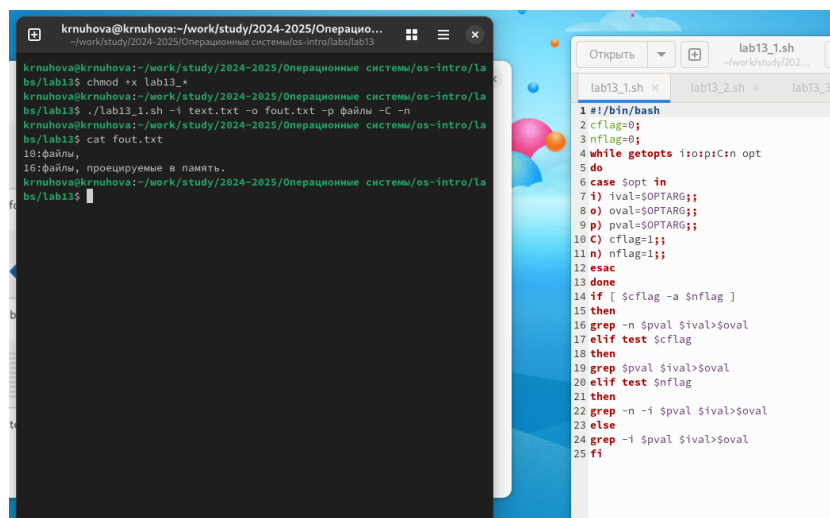 krnuhova@krnuhova:~/work/study/2024-2025/Операцио...
~/work/study/2024-2025/Операционные системы/os-intro/labs/lab13
krnuhova@krnuhova:~/work/study/2024-2025/Операционные системы/os-intro/la
bs/lab13$ chmod +x lab13_*
krnuhova@krnuhova:~/work/study/2024-2025/Операционные системы/os-intro/la
bs/lab13$ ./lab13_1.sh -i text.txt -o fout.txt -p файлы -C -n
krnuhova@krnuhova:~/work/study/2024-2025/Операционные системы/os-intro/la
bs/lab13$ cat fout.txt
10:файлы,
16:файлы, проецируемые в память.
krnuhova@krnuhova:~/work/study/2024-2025/Операционные системы/os-intro/la
bs/lab13$
Открыть
lab13_1.sh
~/work/study/202...
lab13_1.sh × lab13_2.sh × lab13_3
1 #!/bin/bash
2 cflag=0;
3 nflag=0;
4 while getopts i:o:p:C:n opt
5 do
6 case $opt in
7 i) ival=$OPTARG;;
8 o) oval=$OPTARG;;
9 p) pval=$OPTARG;;
10 C) cflag=1;;
11 n) nflag=1;;
12 esac
13 done
14 if [ $cflag -a $nflag ]
15 then
16 grep -n $pval $ival>$oval
17 elif test $cflag
18 then
19 grep $pval $ival>$oval
20 elif test $nflag
21 then
22 grep -n -i $pval $ival>$oval
23 else
24 grep -i $pval $ival>$oval
25 fi